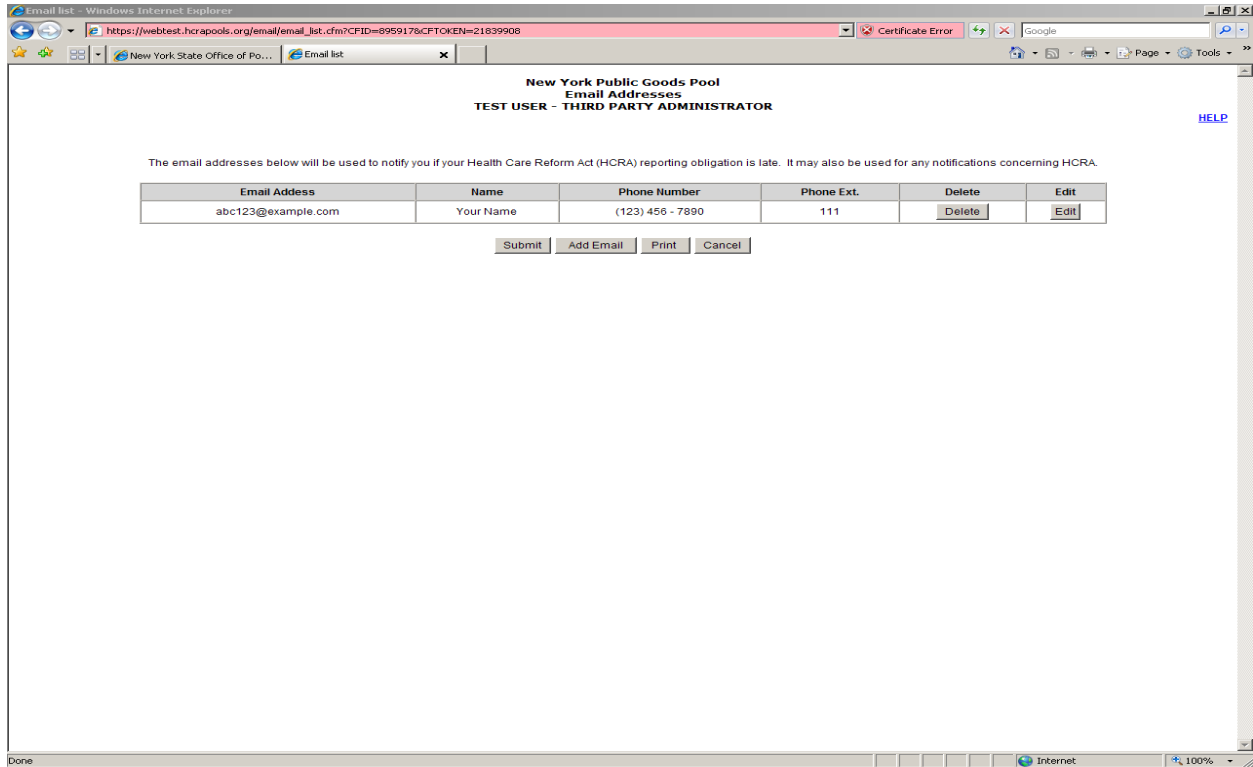 Email list - Windows Internet Explorer
https://webtest.hcrapools.org/email/email_list.cfm?CFID=895917&CFTOKEN=21839908
Certificate Error
Google
New York State Office of Po...
Email list
Page
Tools
New York Public Goods Pool
Email Addresses
TEST USER - THIRD PARTY ADMINISTRATOR
HELP
The email addresses below will be used to notify you if your Health Care Reform Act (HCRA) reporting obligation is late. It may also be used for any notifications concerning HCRA.
Email Addess Name Phone Number Phone Ext. Delete Edit
abc123@example.com Your Name (123) 456 - 7890 111 Delete Edit
Submit Add Email Print Cancel
Done Internet 100%